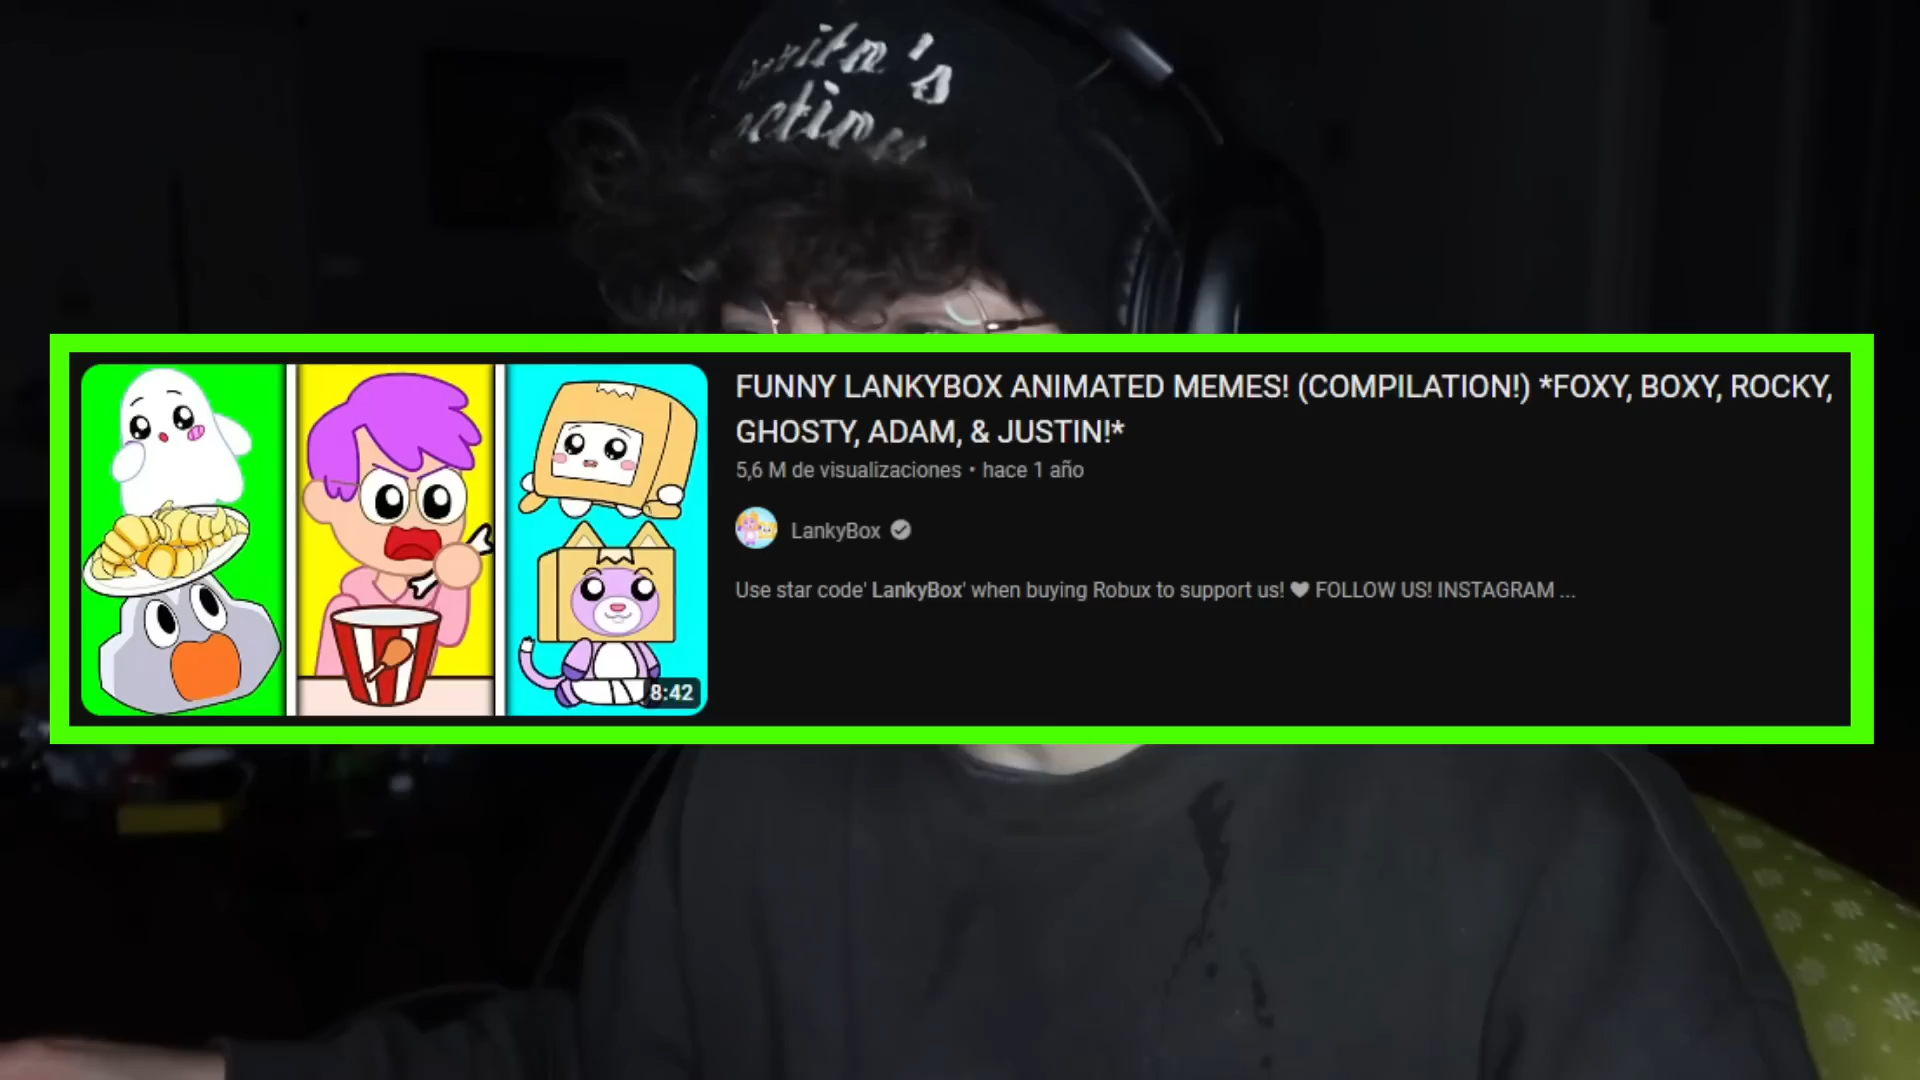 FUNNY LANKYBOX ANIMATED MEMES! (COMPILATION!) *FOXY, BOXY, ROCKY,
GHOSTY, ADAM, & JUSTIN!*
5,6 M de visualizaciones • hace 1 año
LankyBox
Use star code' LankyBox' when buying Robux to support us! ♥ FOLLOW US! INSTAGRAM ...
8:42